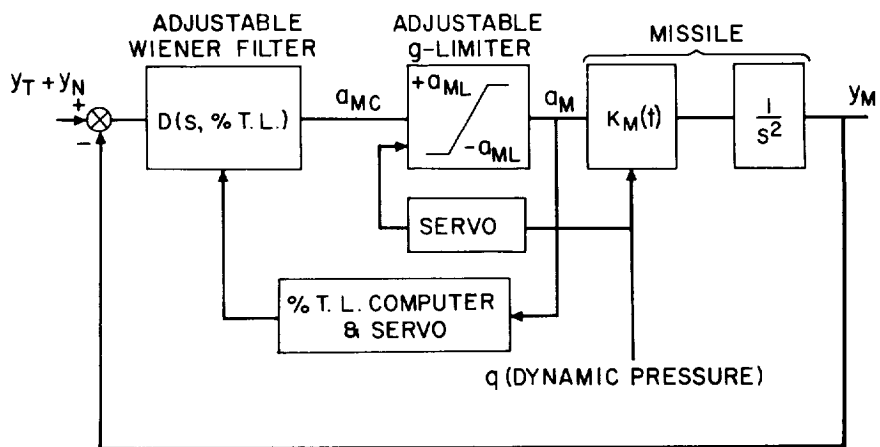 ADJUSTABLE
WIENER FILTER
ADJUSTABLE
g-LIMITER
MISSILE
y_T + y_N
+
−
D(S, % T. L.)
a_MC
+a_ML
−a_ML
a_M
K_M(t)
1
S²
y_M
SERVO
% T. L. COMPUTER
& SERVO
q (DYNAMIC PRESSURE)